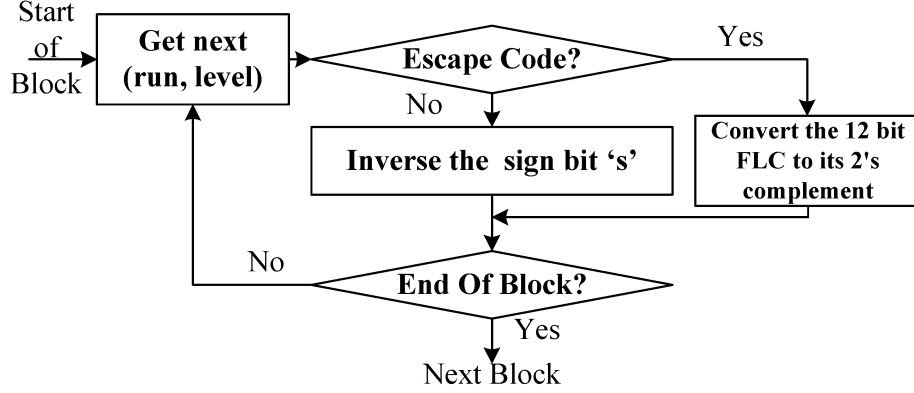 Start
of
Block
Get next
(run, level)
Escape Code?
Yes
No
Inverse the sign bit ‘s’
Convert the 12 bit
FLC to its 2's
complement
No
End Of Block?
Yes
Next Block